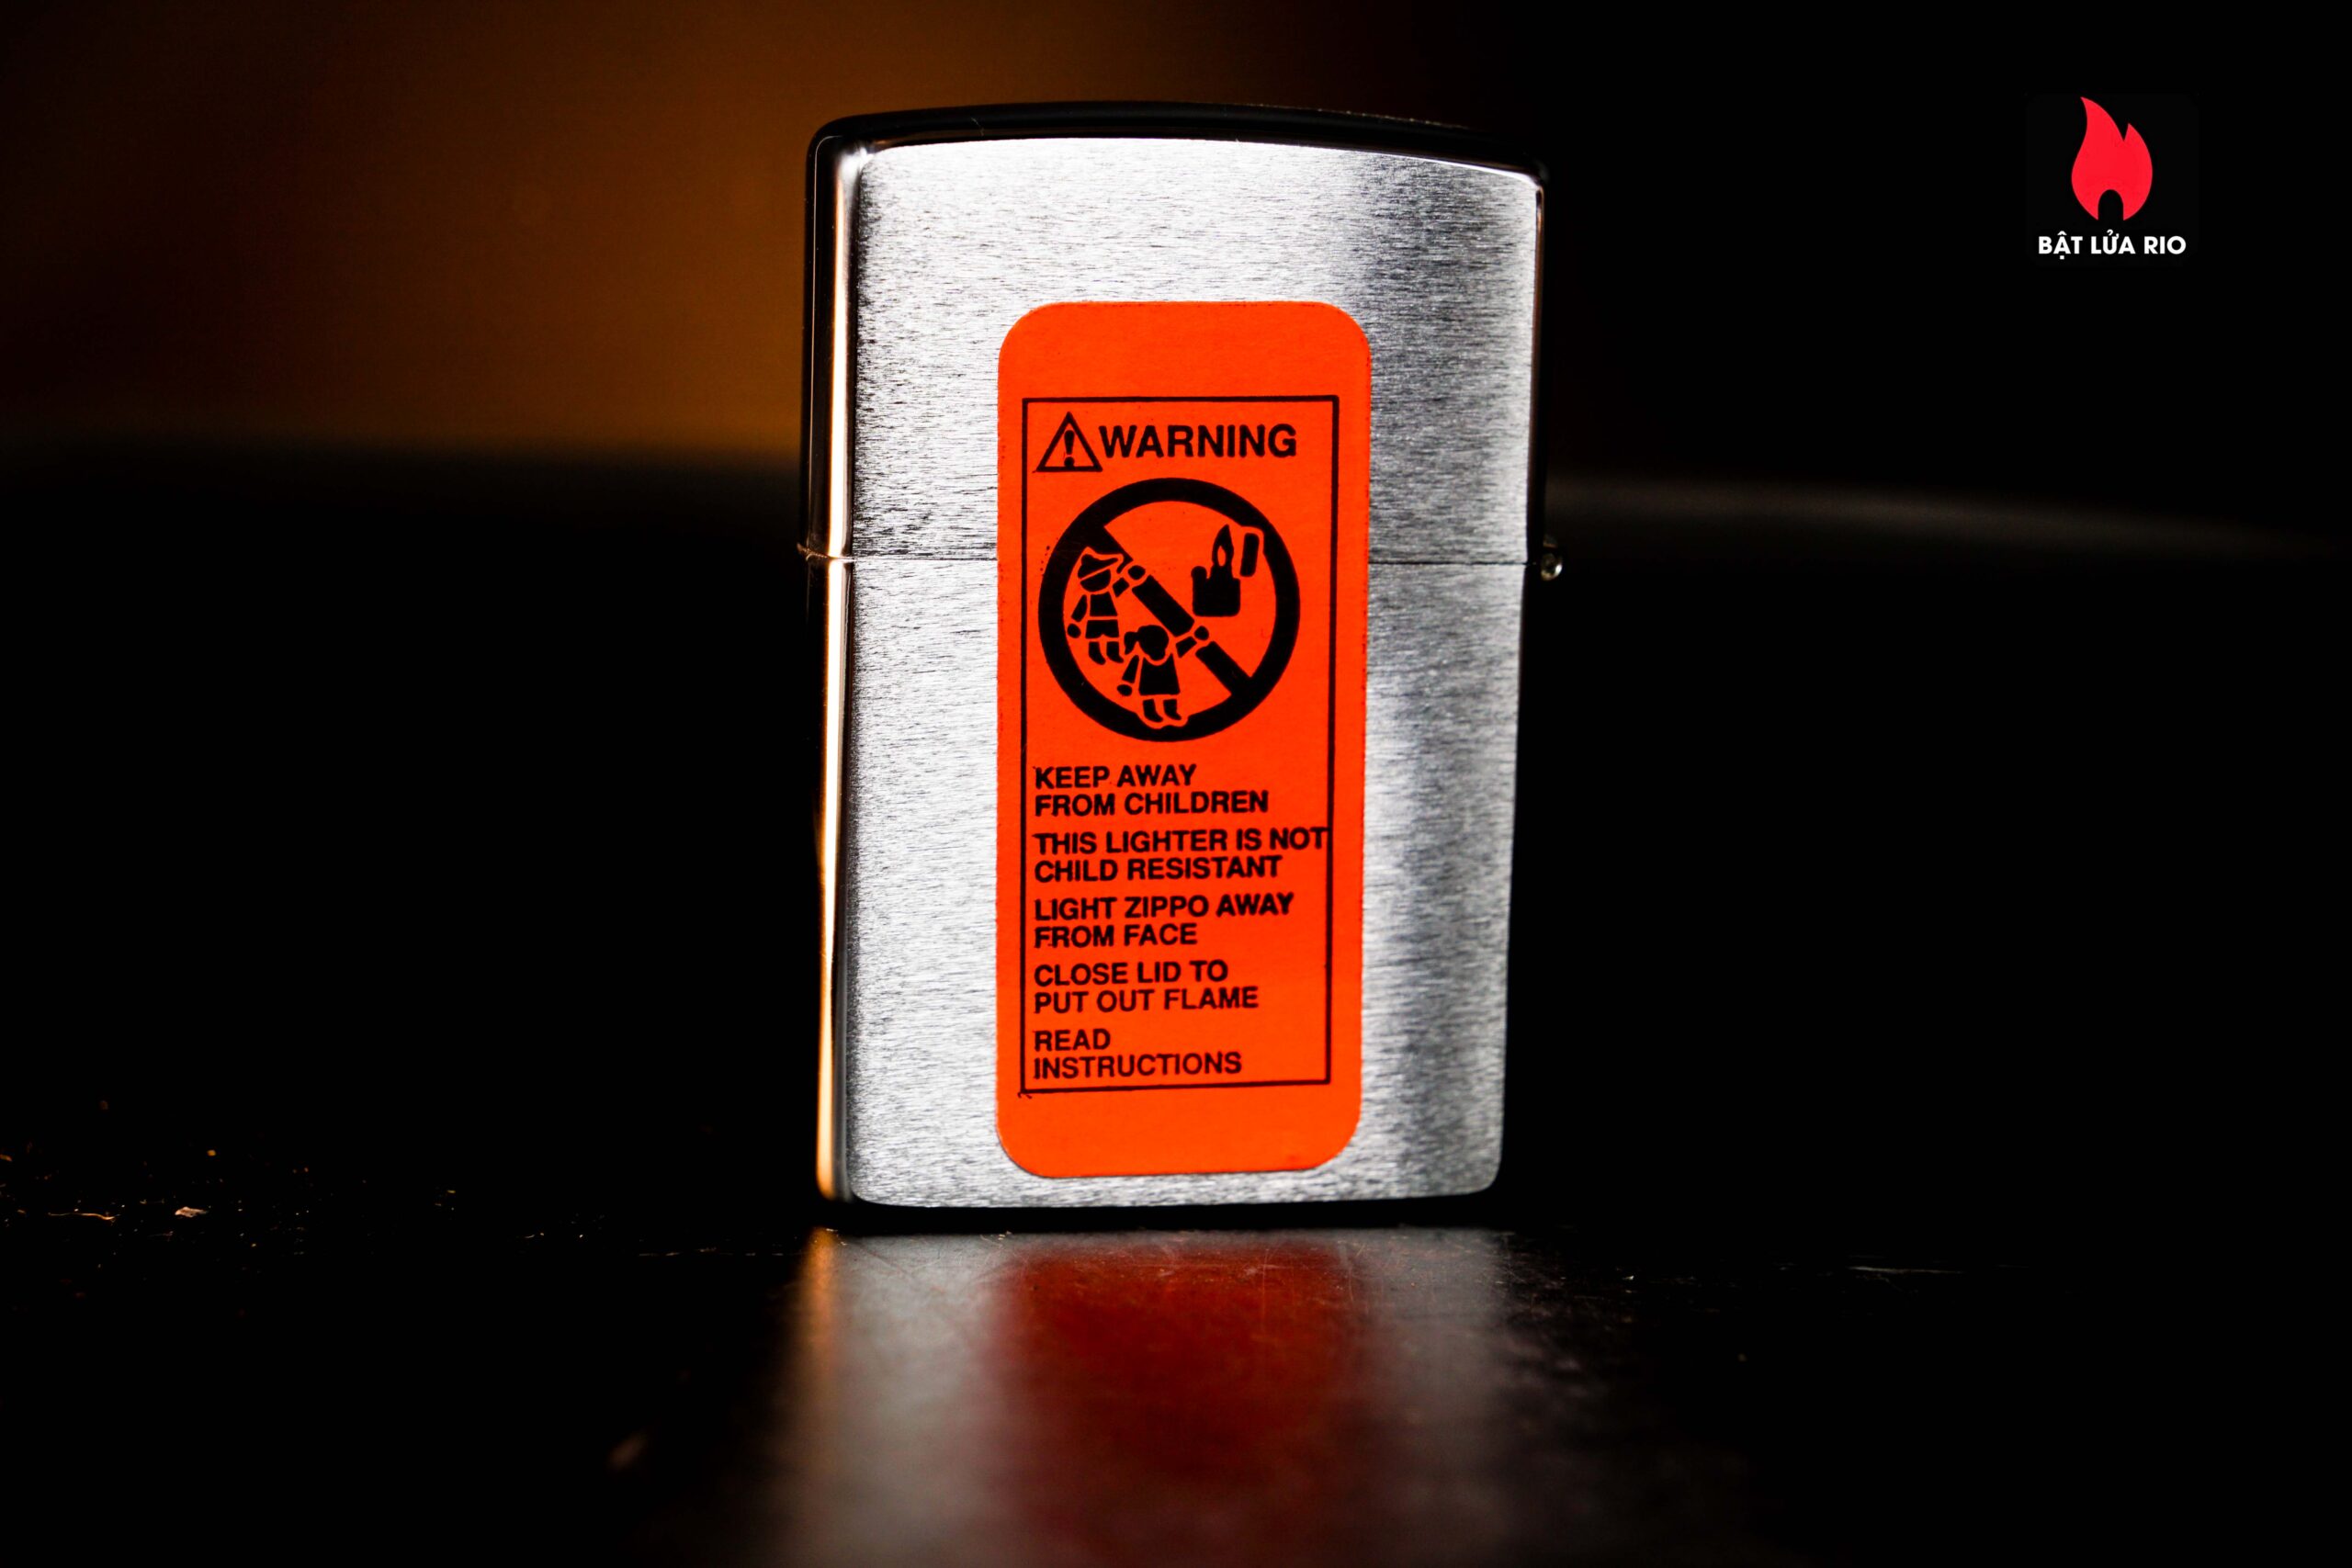 BẬT LỬA RIO
WARNING
KEEP AWAY
FROM CHILDREN
THIS LIGHTER IS NOT
CHILD RESISTANT
LIGHT ZIPPO AWAY
FROM FACE
CLOSE LID TO
PUT OUT FLAME
READ
INSTRUCTIONS